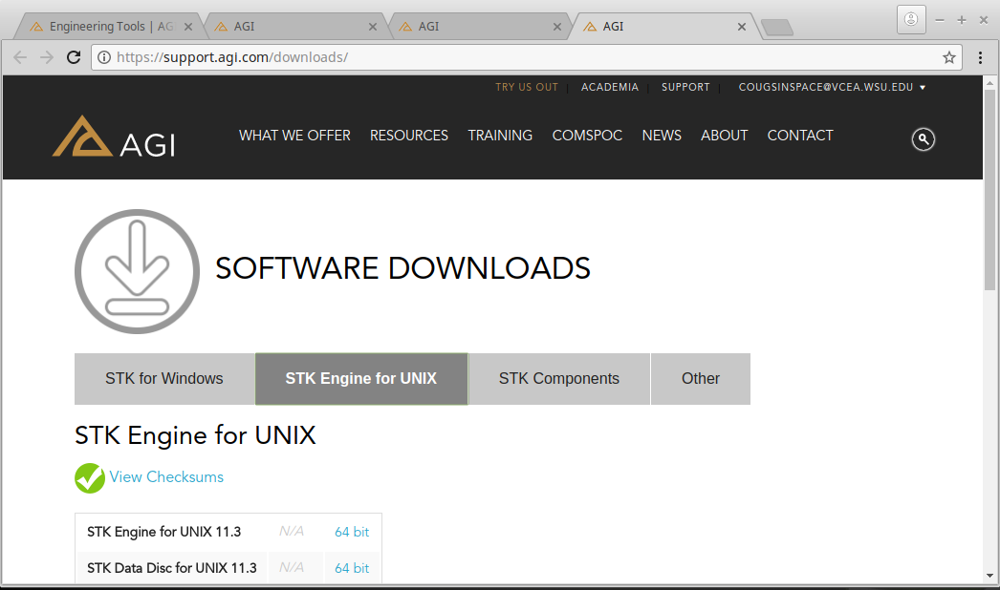 Engineering Tools | AG
AGI
AGI
AGI
https://support.agi.com/downloads/
TRY US OUT | ACADEMIA | SUPPORT | COUGSINSPACE@VCEA.WSU.EDU
AGI
WHAT WE OFFER RESOURCES TRAINING COMSPOC NEWS ABOUT CONTACT
SOFTWARE DOWNLOADS
STK for Windows STK Engine for UNIX STK Components Other
STK Engine for UNIX
View Checksums
STK Engine for UNIX 11.3 N/A 64 bit
STK Data Disc for UNIX 11.3 N/A 64 bit